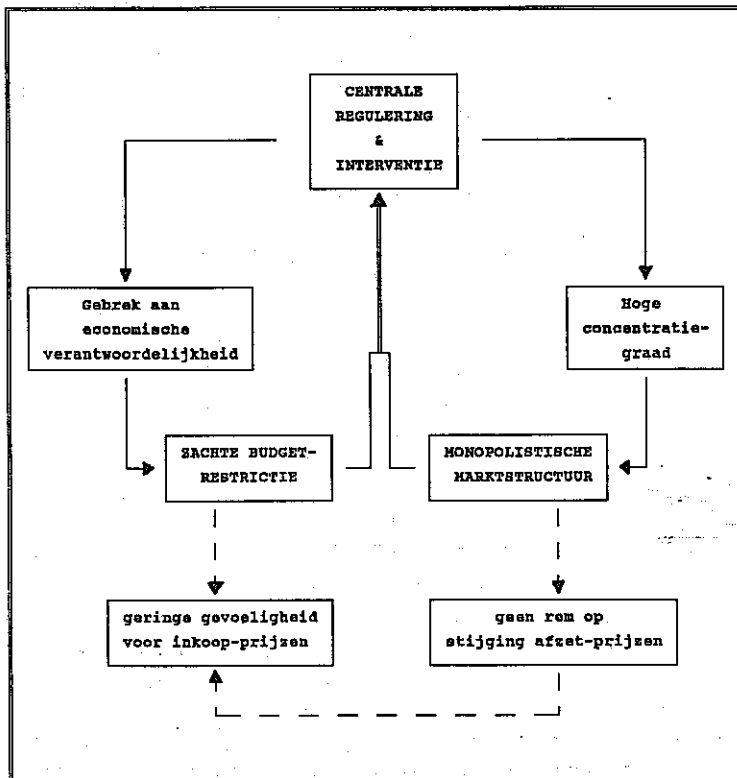 CENTRALE
REGULERING
&
INTERVENTIE
Gebrek aan
economische
verantwoordelijkheid
Hoge
concentratie-
graad
ZACHTE BUDGET-
RESTRICTIE
MONOPOLISTISCHE
MARKTSTRUCTUUR
geringe gevoeligheid
voor inkoop-prijzen
geen rem op
stijging afzet-prijzen